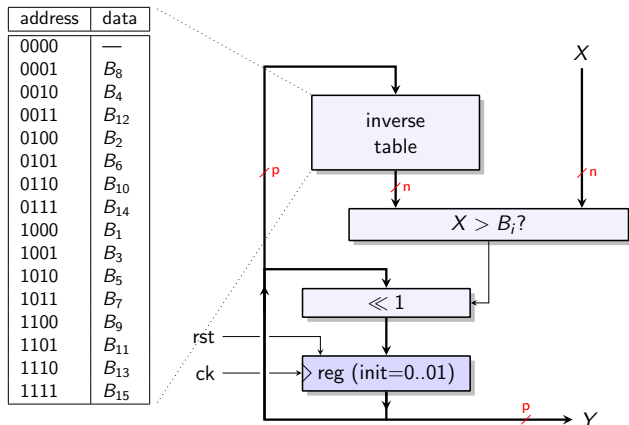 address data
0000 —
0001 B₈
0010 B₄
0011 B₁₂
0100 B₂
0101 B₆
0110 B₁₀
0111 B₁₄
1000 B₁
1001 B₃
1010 B₅
1011 B₇
1100 B₉
1101 B₁₁
1110 B₁₃
1111 B₁₅
X
inverse
table
p
n
n
X > Bᵢ?
≪ 1
rst
reg (init=0..01)
ck
p
Y